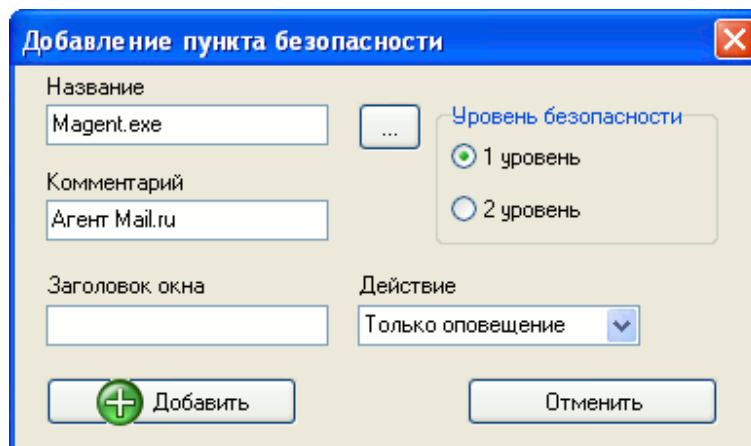 Добавление пункта безопасности
Название
Magent.exe
...
Уровень безопасности
1 уровень
Комментарий
2 уровень
Агент Mail.ru
Заголовок окна
Действие
Только оповещение
Добавить
Отменить